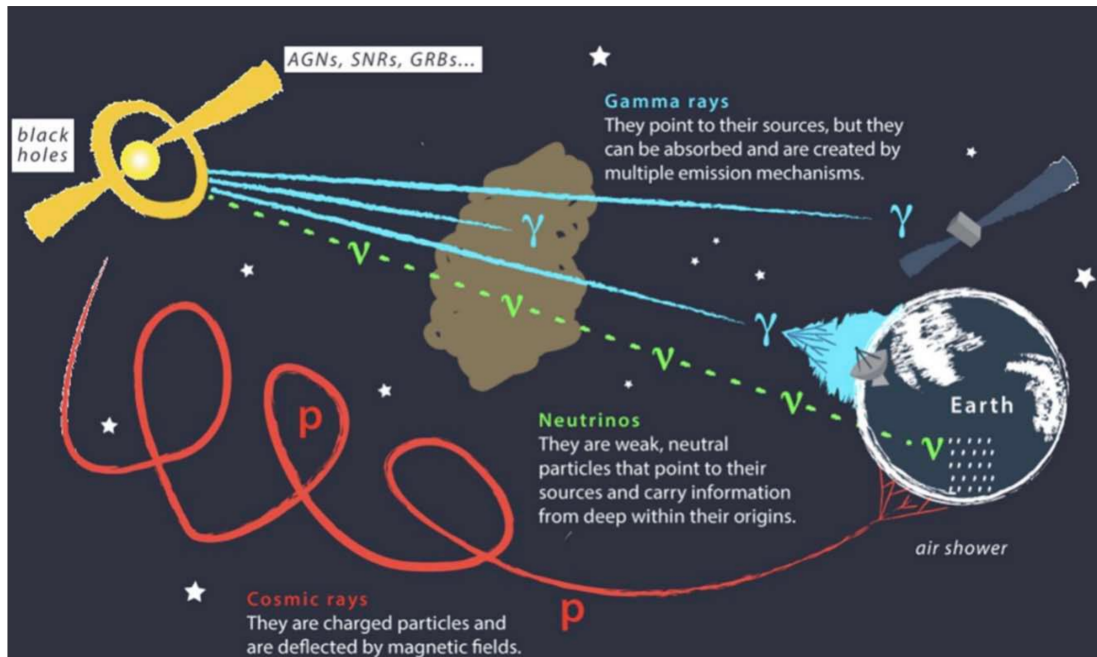 AGNs, SNRs, GRBs...
black
holes
Gamma rays
They point to their sources, but they
can be absorbed and are created by
multiple emission mechanisms.
γ
γ
γ
ν
ν
ν
ν
ν
Earth
Neutrinos
They are weak, neutral
particles that point to their
sources and carry information
from deep within their origins.
p
p
air shower
Cosmic rays
They are charged particles and
are deflected by magnetic fields.